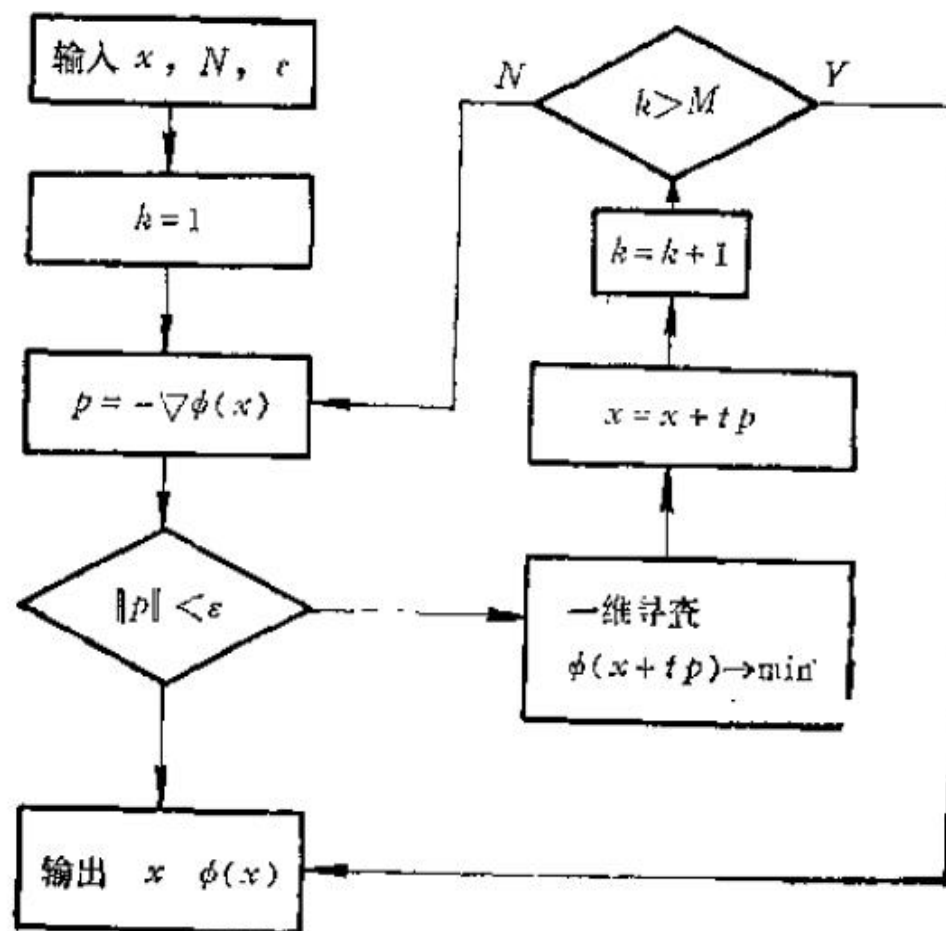 输入 x, N, ε
k=1
p=-▽ϕ(x)
‖p‖<ε
输出 x ϕ(x)
N
k>M
Y
k=k+1
x=x+tp
一维寻查
ϕ(x+tp)→min